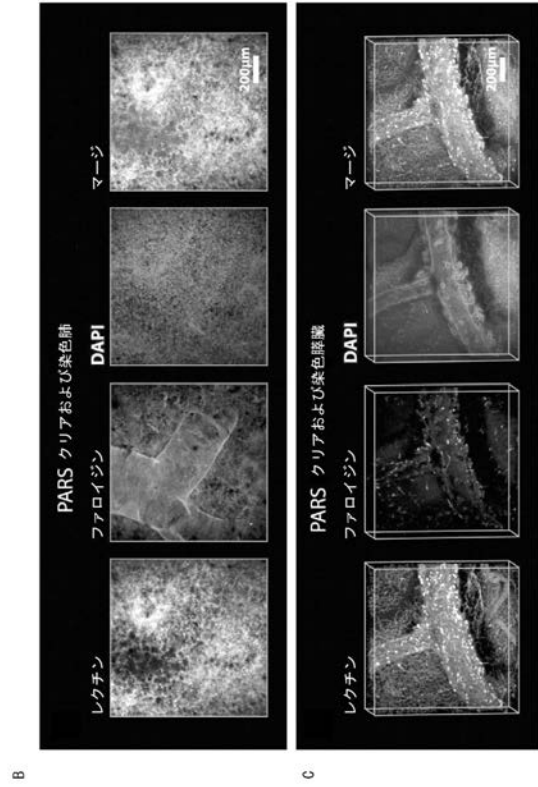 B
PARS クリアおよび染色肺
レクチン
ファロイジン
DAPI
マージ
200μm
C
PARS クリアおよび染色膵臓
レクチン
ファロイジン
DAPI
マージ
200μm